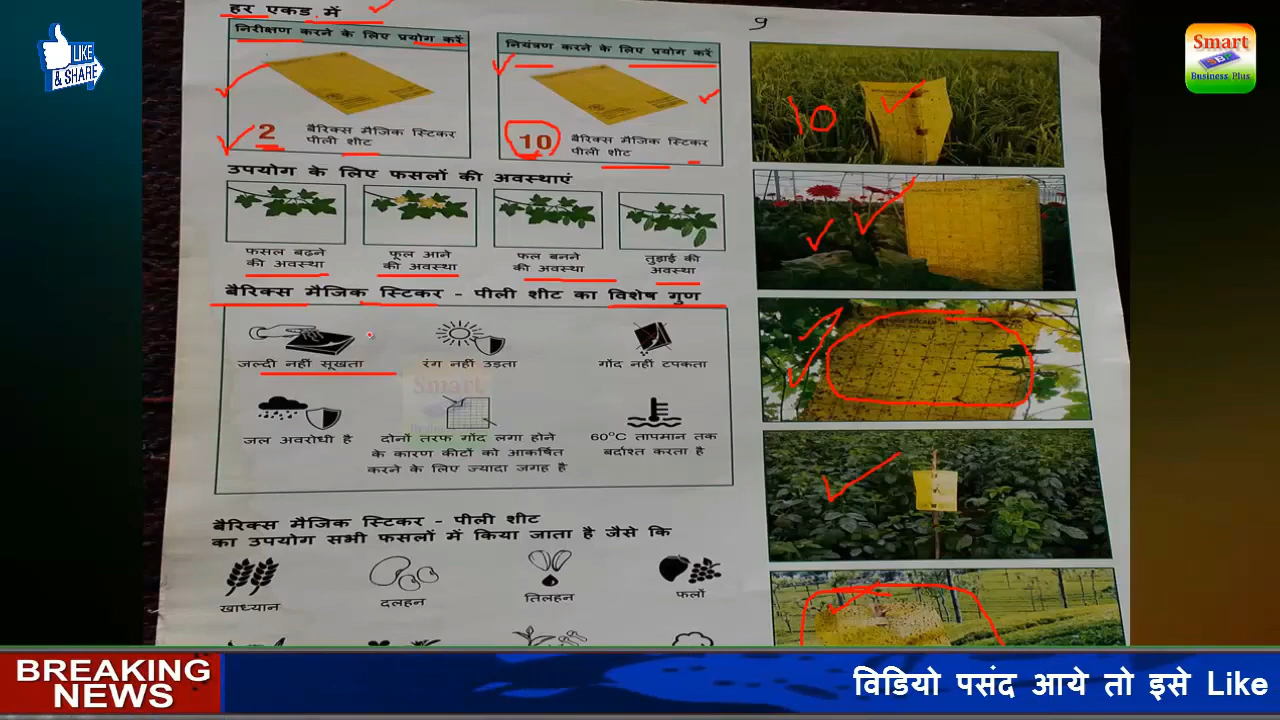 LIKE
& SHARE
Smart
SBP
Business Plus
हर एकड में
निरीक्षण करने के लिए प्रयोग करें
2
बैरिक्स मैजिक स्टिकर
पीली शीट
नियंत्रण करने के लिए प्रयोग करें
10
बैरिक्स मैजिक स्टिकर
पीली शीट
9
10
उपयोग के लिए फसलों की अवस्थाएं
फसल बढ़ने
की अवस्था
फूल आने
की अवस्था
फल बनने
की अवस्था
तुड़ाई की
अवस्था
बैरिक्स मैजिक स्टिकर - पीली शीट का विशेष गुण
जल्दी नहीं सूखता
रंग नहीं उड़ता
गोंद नहीं टपकता
Smart
जल अवरोधी है
दोनों तरफ गोंद लगा होने
के कारण कीटों को आकर्षित
करने के लिए ज्यादा जगह है
60°C तापमान तक
बर्दाश्त करता है
बैरिक्स मैजिक स्टिकर - पीली शीट
का उपयोग सभी फसलों में किया जाता है जैसे कि
खाध्यान
दलहन
तिलहन
फलों
BREAKING
NEWS
विडियो पसंद आये तो इसे Like